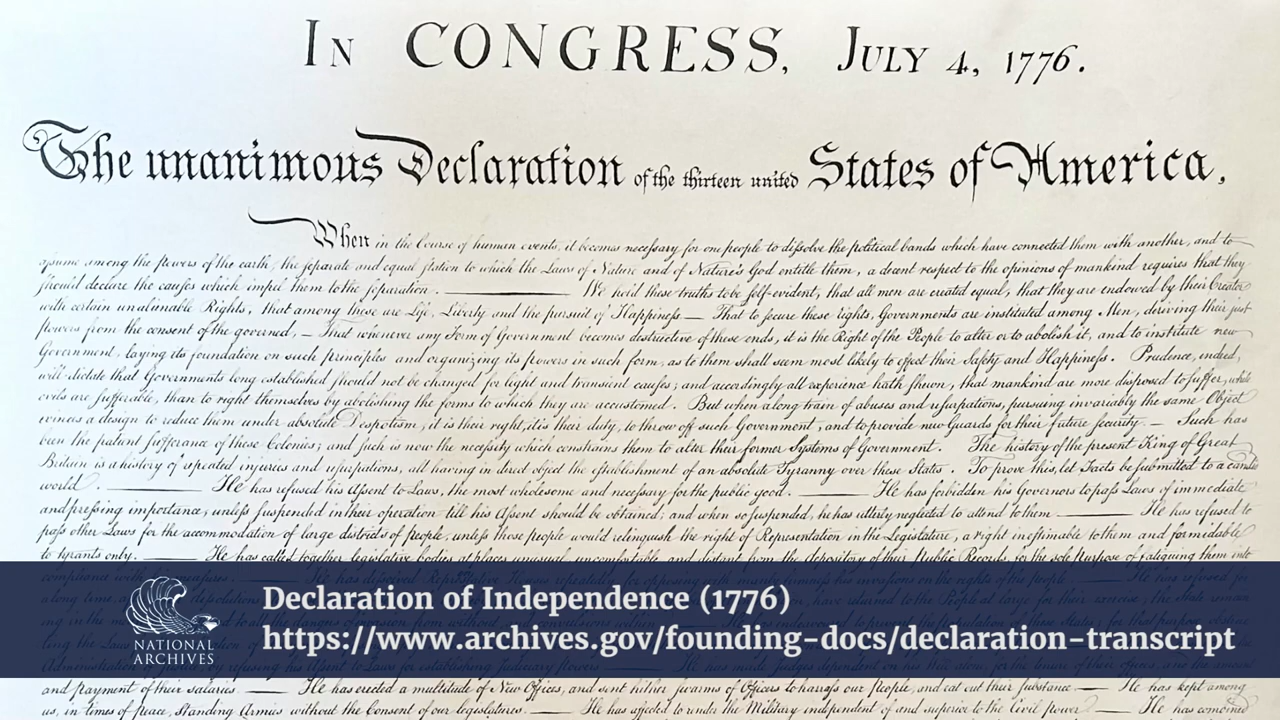 IN CONGRESS, JULY 4, 1776.
The unanimous Declaration of the thirteen united States of America,
When in the Course of human events, it becomes necessary for one people to dissolve the political bands which have connected them with another, and to
assume among the powers of the earth, the separate and equal station to which the Laws of Nature and of Nature's God entitle them, a decent respect to the opinions of mankind requires that they
should declare the causes which impel them to the separation. ——— We hold these truths to be self-evident, that all men are created equal, that they are endowed by their Creator
with certain unalienable Rights, that among these are Life, Liberty and the pursuit of Happiness — That to secure these rights, Governments are instituted among Men, deriving their just
powers from the consent of the governed, — That whenever any Form of Government becomes destructive of these ends, it is the Right of the People to alter or to abolish it, and to institute new
Government, laying its foundation on such principles and organizing its powers in such form, as to them shall seem most likely to effect their Safety and Happiness. Prudence, indeed,
will dictate that Governments long established should not be changed for light and transient causes; and accordingly all experience hath shewn, that mankind are more disposed to suffer, while
evils are sufferable, than to right themselves by abolishing the forms to which they are accustomed. But when a long train of abuses and usurpations, pursuing invariably the same Object
evinces a design to reduce them under absolute Despotism, it is their right, it is their duty, to throw off such Government, and to provide new Guards for their future security. — Such has
been the patient sufferance of these Colonies; and such is now the necessity which constrains them to alter their former Systems of Government. The history of the present King of Great
Britain is a history of repeated injuries and usurpations, all having in direct object the establishment of an absolute Tyranny over these States. To prove this, let Facts be submitted to a candid
world. ——— He has refused his Assent to Laws, the most wholesome and necessary for the public good. ——— He has forbidden his Governors to pass Laws of immediate
and pressing importance, unless suspended in their operation till his Assent should be obtained; and when so suspended, he has utterly neglected to attend to them ——— He has refused to
pass other Laws for the accommodation of large districts of people, unless those people would relinquish the right of Representation in the Legislature, a right inestimable to them and formidable
to tyrants only. ——— He has called together legislative bodies at places unusual, uncomfortable, and distant from the depository of their Public Records, for the sole Purpose of fatiguing them into
NATIONAL
ARCHIVES
Declaration of Independence (1776)
https://www.archives.gov/founding-docs/declaration-transcript
and payment of their salaries. — He has erected a multitude of New Offices, and sent hither swarms of Officers to harrass our People, and eat out their substance — He has kept among
us, in times of peace, Standing Armies without the Consent of our legislatures. — He has affected to render the Military independent of and superior to the Civil power — He has combined